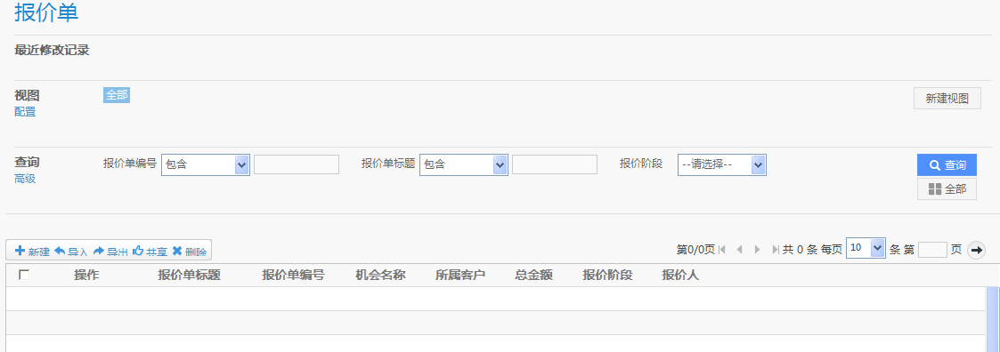 报价单
最近修改记录
视图 全部 新建视图
配置
查询 报价单编号 包含 报价单标题 包含 报价阶段 --请选择-- 查询
高级 全部
新建 导入 导出 共享 删除 第0/0页 共 0 条 每页 10 条 第 页
操作 报价单标题 报价单编号 机会名称 所属客户 总金额 报价阶段 报价人